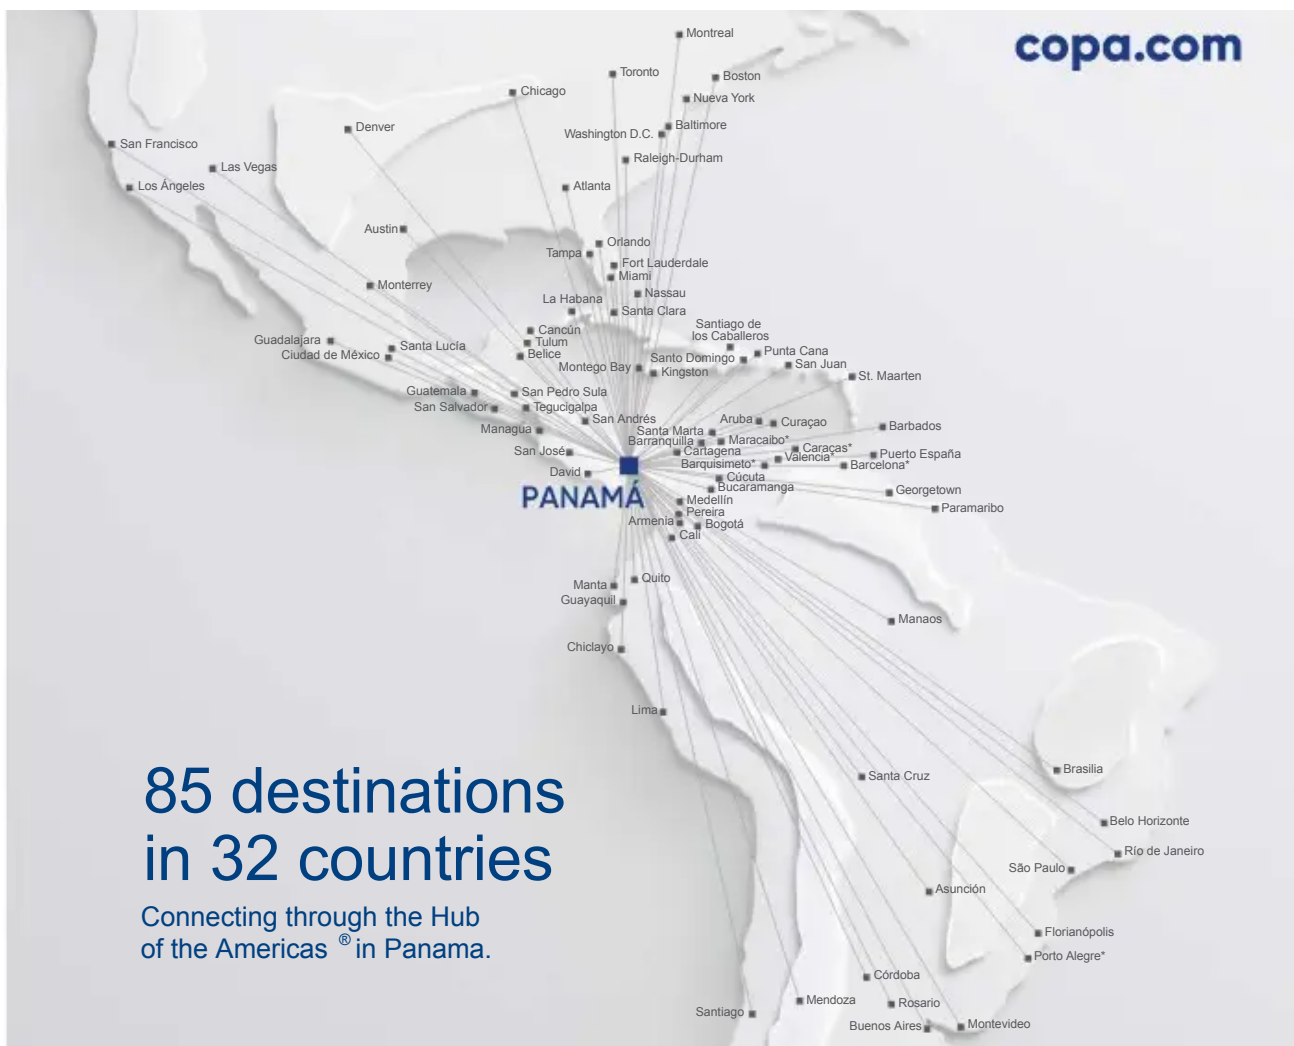 Montreal
copa.com
Toronto
Boston
Chicago
Nueva York
Denver
Baltimore
Washington D.C.
San Francisco
Raleigh-Durham
Las Vegas
Los Ángeles
Atlanta
Austin
Orlando
Tampa
Fort Lauderdale
Miami
Monterrey
Nassau
La Habana
Santa Clara
Santiago de
los Caballeros
Cancún
Guadalajara
Tulum
Santa Lucía
Ciudad de México
Belice
Santo Domingo
Punta Cana
San Juan
Montego Bay
Kingston
St. Maarten
Guatemala
San Pedro Sula
San Salvador
Tegucigalpa
San Andrés
Aruba
Curaçao
Barbados
Managua
Santa Marta
Barranquilla
Maracaibo*
San José
Cartagena
Caraças*
Puerto España
Valencia*
Barquisimeto*
Barcelona*
David
Cúcuta
Bucaramanga
Georgetown
PANAMÁ
Medellín
Paramaribo
Pereira
Armenia
Bogotá
Cali
Quito
Manta
Guayaquil
Manaos
Chiclayo
Lima
Brasilia
Santa Cruz
85 destinations
in 32 countries
Belo Horizonte
Río de Janeiro
São Paulo
Asunción
Connecting through the Hub
of the Americas ® in Panama.
Florianópolis
Porto Alegre*
Córdoba
Mendoza
Rosario
Santiago
Buenos Aires
Montevideo